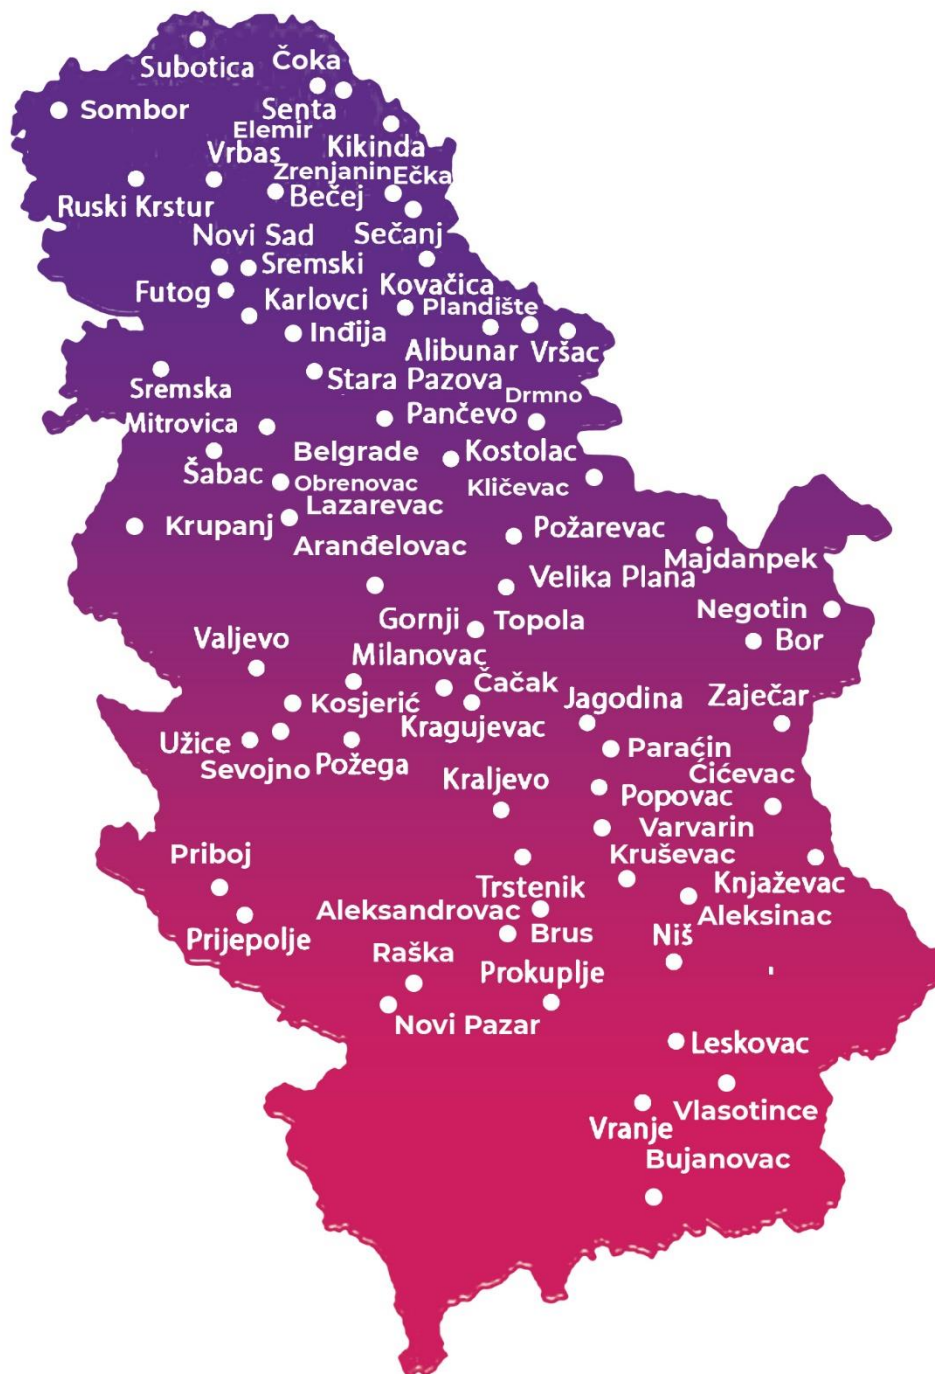 Subotica
Čoka
Sombor
Senta
Elemir
Vrbas
Kikinda
Zrenjanin
Ečka
Bečej
Ruski Krstur
Novi Sad
Sečanj
Sremski
Karlovci
Futog
Kovačica
Plandište
Inđija
Alibunar
Vršac
Stara Pazova
Sremska
Mitrovica
Drmno
Pančevo
Belgrade
Kostolac
Šabac
Obrenovac
Kličevac
Lazarevac
Krupanj
Aranđelovac
Požarevac
Majdanpek
Velika Plana
Negotin
Gornji
Milanovac
Topola
Valjevo
Bor
Čačak
Kosjerić
Jagodina
Zaječar
Kragujevac
Užice
Sevojno
Požega
Paraćin
Ćićevac
Kraljevo
Popovac
Varvarin
Priboj
Kruševac
Trstenik
Knjaževac
Aleksandrovac
Aleksinac
Prijepolje
Brus
Niš
Raška
Prokuplje
Novi Pazar
Leskovac
Vlasotince
Vranje
Bujanovac